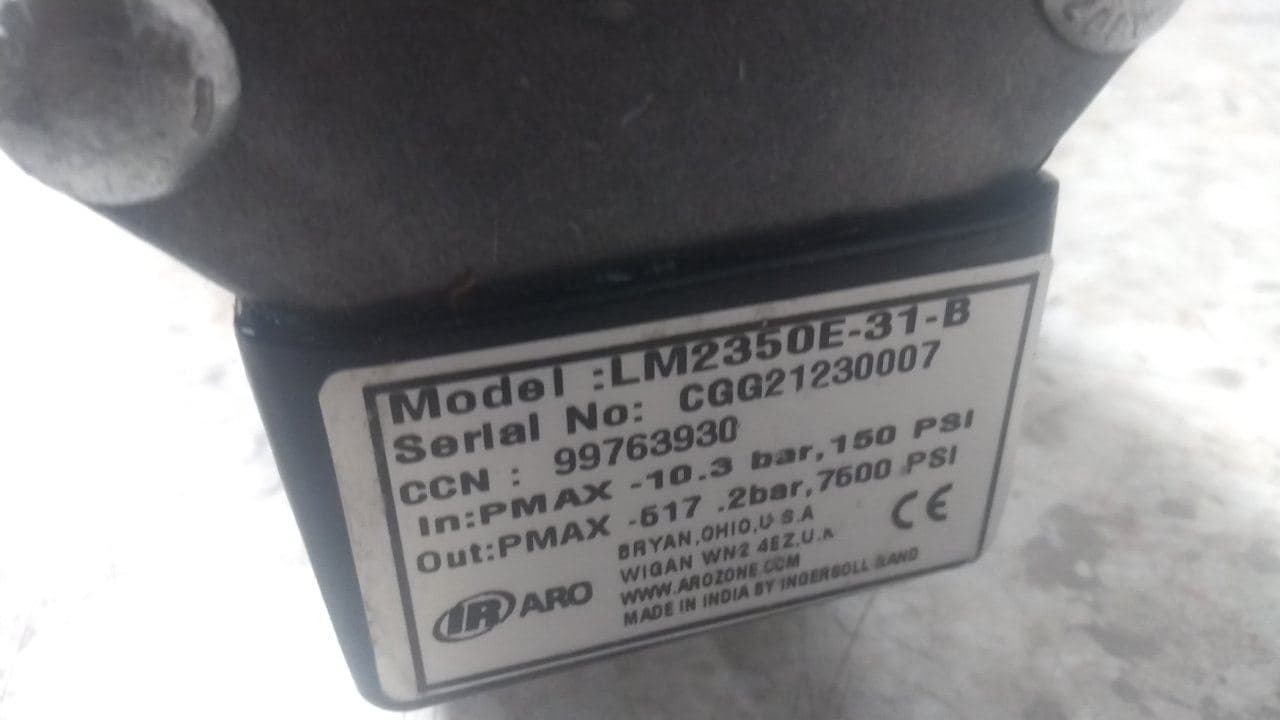 Model :LM2350E-31-B
Serial No: CGG21230007
CCN : 99763930
In:PMAX -10.3 bar,150 PSI
Out:PMAX -517 .2bar,7500 PSI
CE
IR ARO
BRYAN,OHIO,U.S.A
WIGAN WN2 4EZ,U.K
WWW.AROZONE.COM
MADE IN INDIA BY INGERSOLL RAND